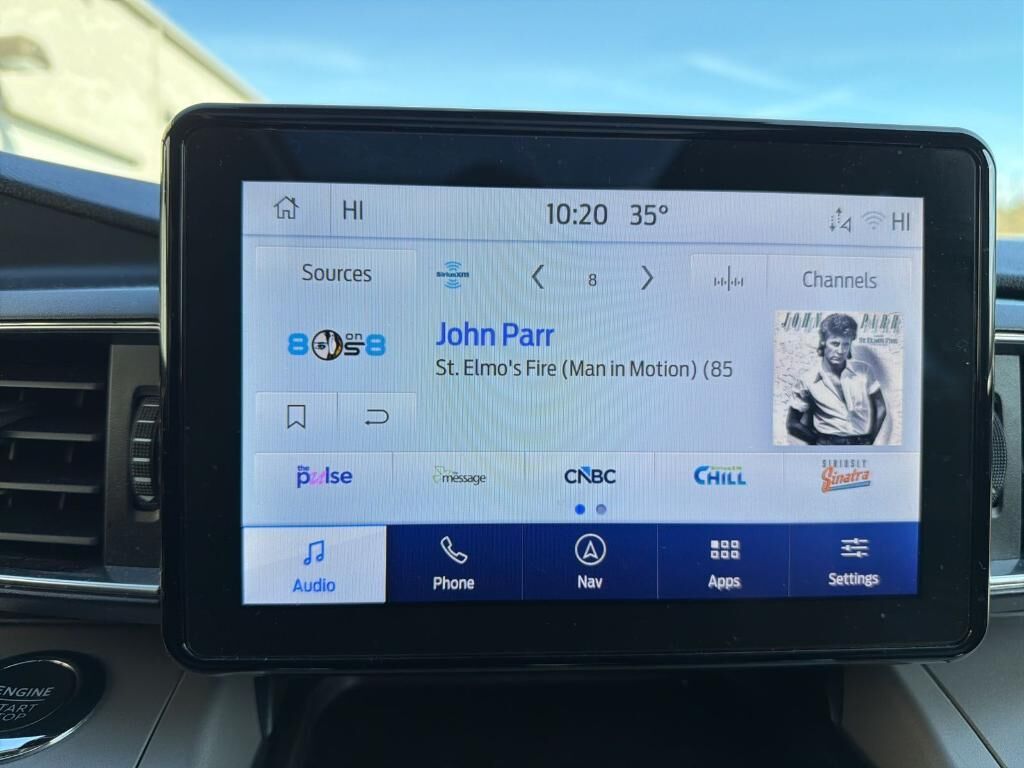 HI 10:20 35° HI
Sources SiriusXM 8 Channels
8 on 8
John Parr
St. Elmo's Fire (Man in Motion) (85
JOHN PARR
St. Elmo's Fire
the pulse the message CNBC SiriusXM CHILL SIRIUSLY Sinatra
Audio Phone Nav Apps Settings
ENGINE
START
STOP